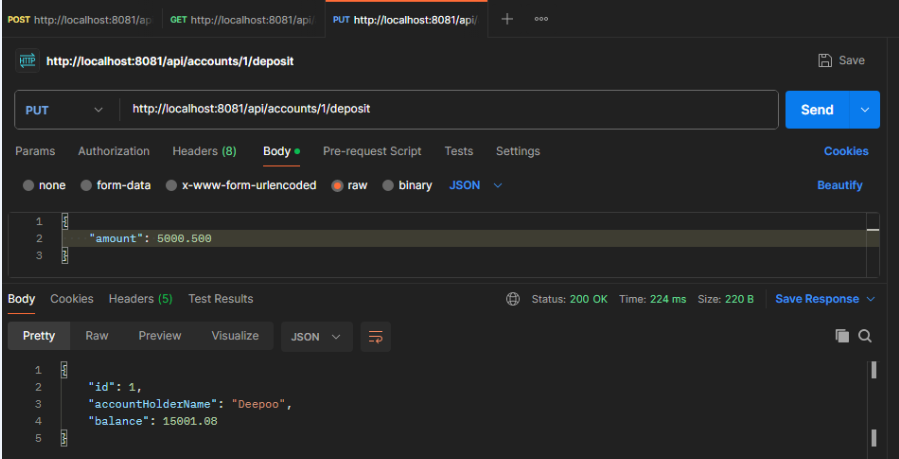 POST http://localhost:8081/ap GET http://localhost:8081/api/ PUT http://localhost:8081/api/
HTTP http://localhost:8081/api/accounts/1/deposit Save
PUT http://localhost:8081/api/accounts/1/deposit Send
Params Authorization Headers (8) Body Pre-request Script Tests Settings Cookies
none form-data x-www-form-urlencoded raw binary JSON Beautify
1 {
2 "amount": 5000.500
3 }
Body Cookies Headers (5) Test Results Status: 200 OK Time: 224 ms Size: 220 B Save Response
Pretty Raw Preview Visualize JSON
1 {
2 "id": 1,
3 "accountHolderName": "Deepoo",
4 "balance": 15001.08
5 }